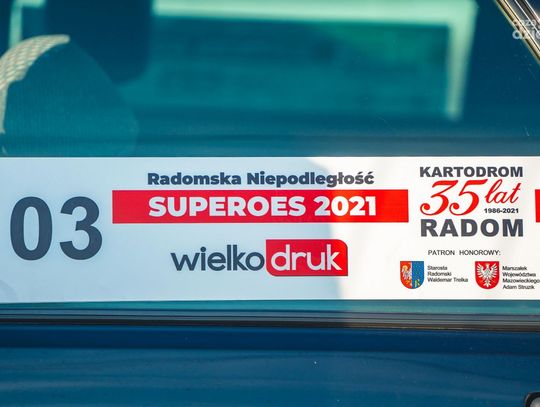 03
Radomska Niepodległość
SUPEROES 2021
wielkodruk
KARTODROM
35 lat
1986-2021
RADOM
PATRON HONOROWY:
Starosta
Radomski
Waldemar Trelka
Marszałek
Województwa
Mazowieckiego
Adam Struzik